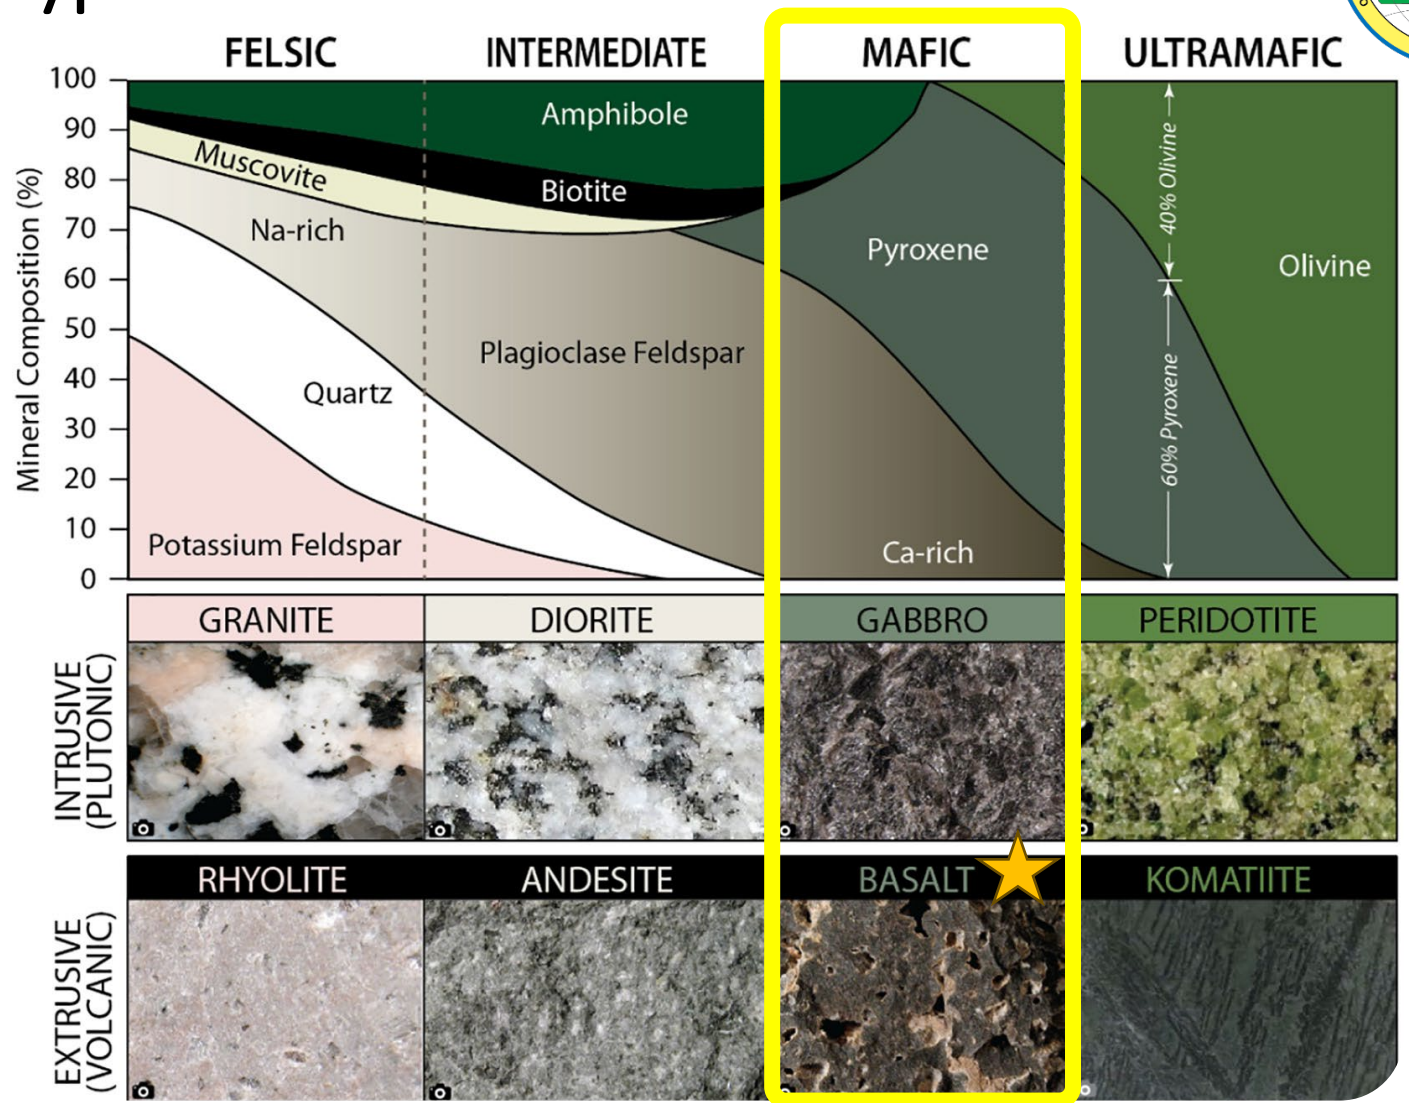 FELSIC INTERMEDIATE MAFIC ULTRAMAFIC
Mineral Composition (%)
100
90
80
70
60
50
40
30
20
10
0
Amphibole
Muscovite
Biotite
Na-rich
Pyroxene
40% Olivine
Olivine
Plagioclase Feldspar
Quartz
60% Pyroxene
Potassium Feldspar
Ca-rich
INTRUSIVE
(PLUTONIC)
GRANITE DIORITE GABBRO PERIDOTITE
EXTRUSIVE
(VOLCANIC)
RHYOLITE ANDESITE BASALT KOMATIITE